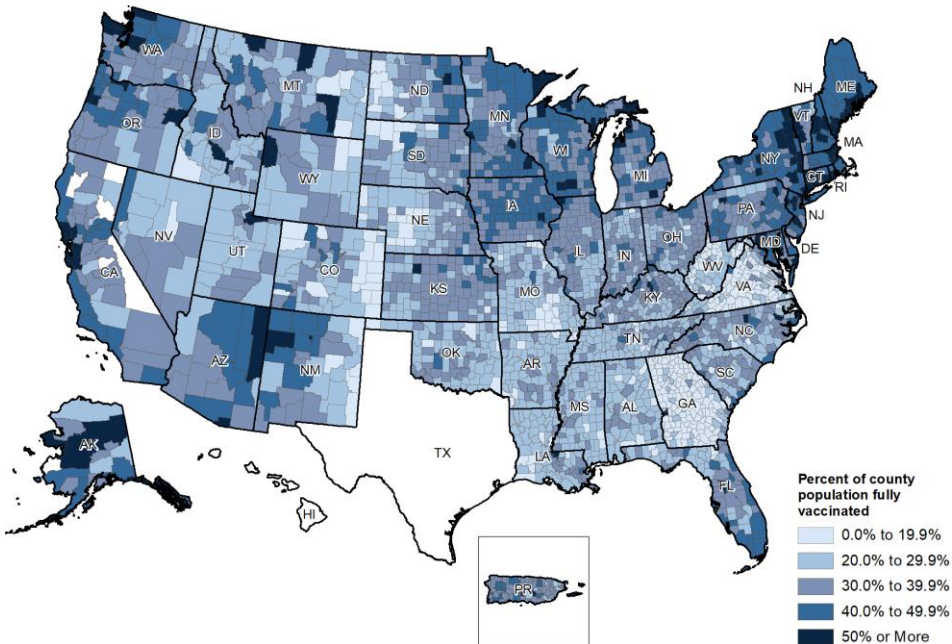 WA
MT
ND
MN
NH
ME
VT
OR
ID
SD
WI
MI
NY
MA
WY
CT
RI
IA
PA
NE
NJ
NV
UT
IL
IN
OH
MD
DE
CA
CO
WV
KS
MO
KY
VA
AZ
NM
OK
TN
NC
AR
SC
MS
AL
GA
AK
TX
LA
HI
FL
PR
Percent of county
population fully
vaccinated
0.0% to 19.9%
20.0% to 29.9%
30.0% to 39.9%
40.0% to 49.9%
50% or More